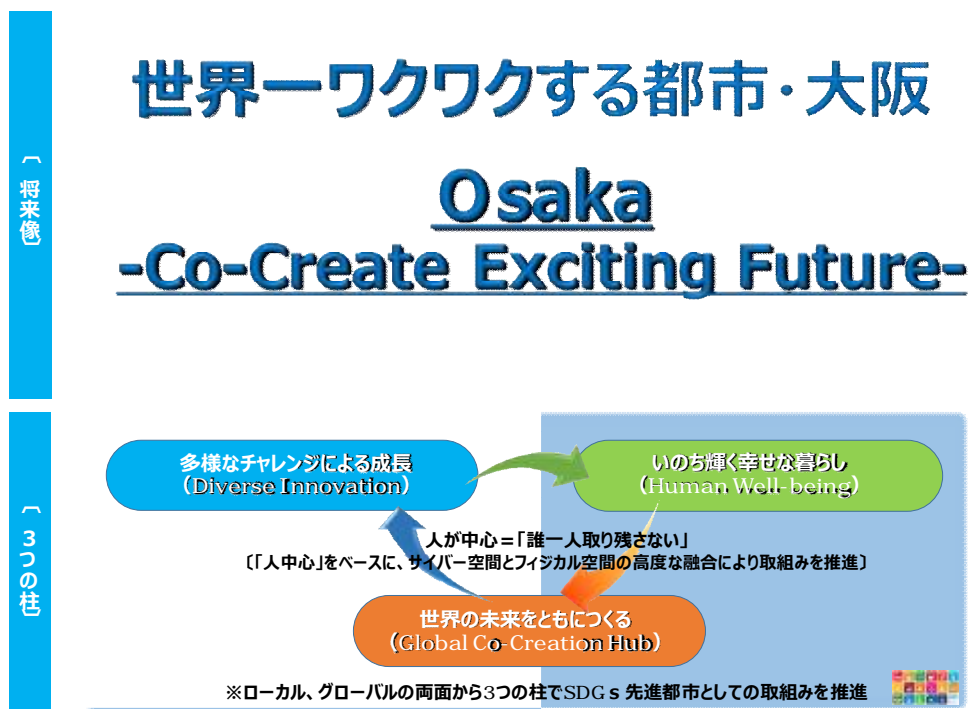 〔 将来像〕
世界一ワクワクする都市・大阪
Osaka
-Co-Create Exciting Future-
〔 3つの柱〕
多様なチャレンジによる成長
（Diverse Innovation）
いのち輝く幸せな暮らし
（Human Well-being）
人が中心＝「誰一人取り残さない」
〔「人中心」をベースに、サイバー空間とフィジカル空間の高度な融合により取組みを推進〕
世界の未来をともにつくる
（Global Co-Creation Hub）
※ローカル、グローバルの両面から3つの柱でSDGｓ先進都市としての取組みを推進